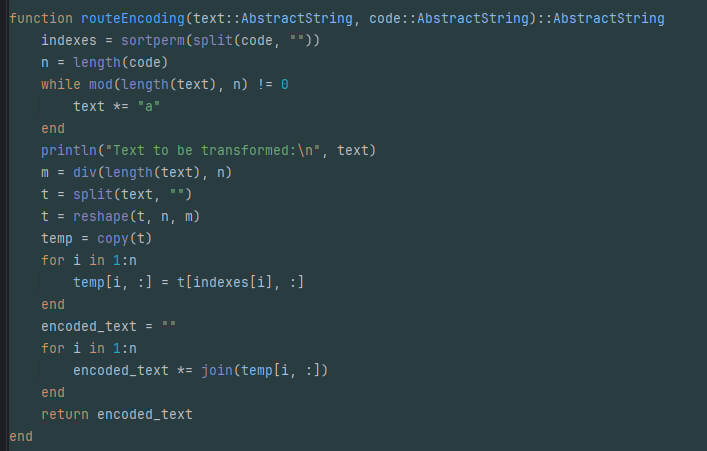 function routeEncoding(text::AbstractString, code::AbstractString)::AbstractString
    indexes = sortperm(split(code, ""))
    n = length(code)
    while mod(length(text), n) != 0
        text *= "a"
    end
    println("Text to be transformed:\n", text)
    m = div(length(text), n)
    t = split(text, "")
    t = reshape(t, n, m)
    temp = copy(t)
    for i in 1:n
        temp[i, :] = t[indexes[i], :]
    end
    encoded_text = ""
    for i in 1:n
        encoded_text *= join(temp[i, :])
    end
    return encoded_text
end